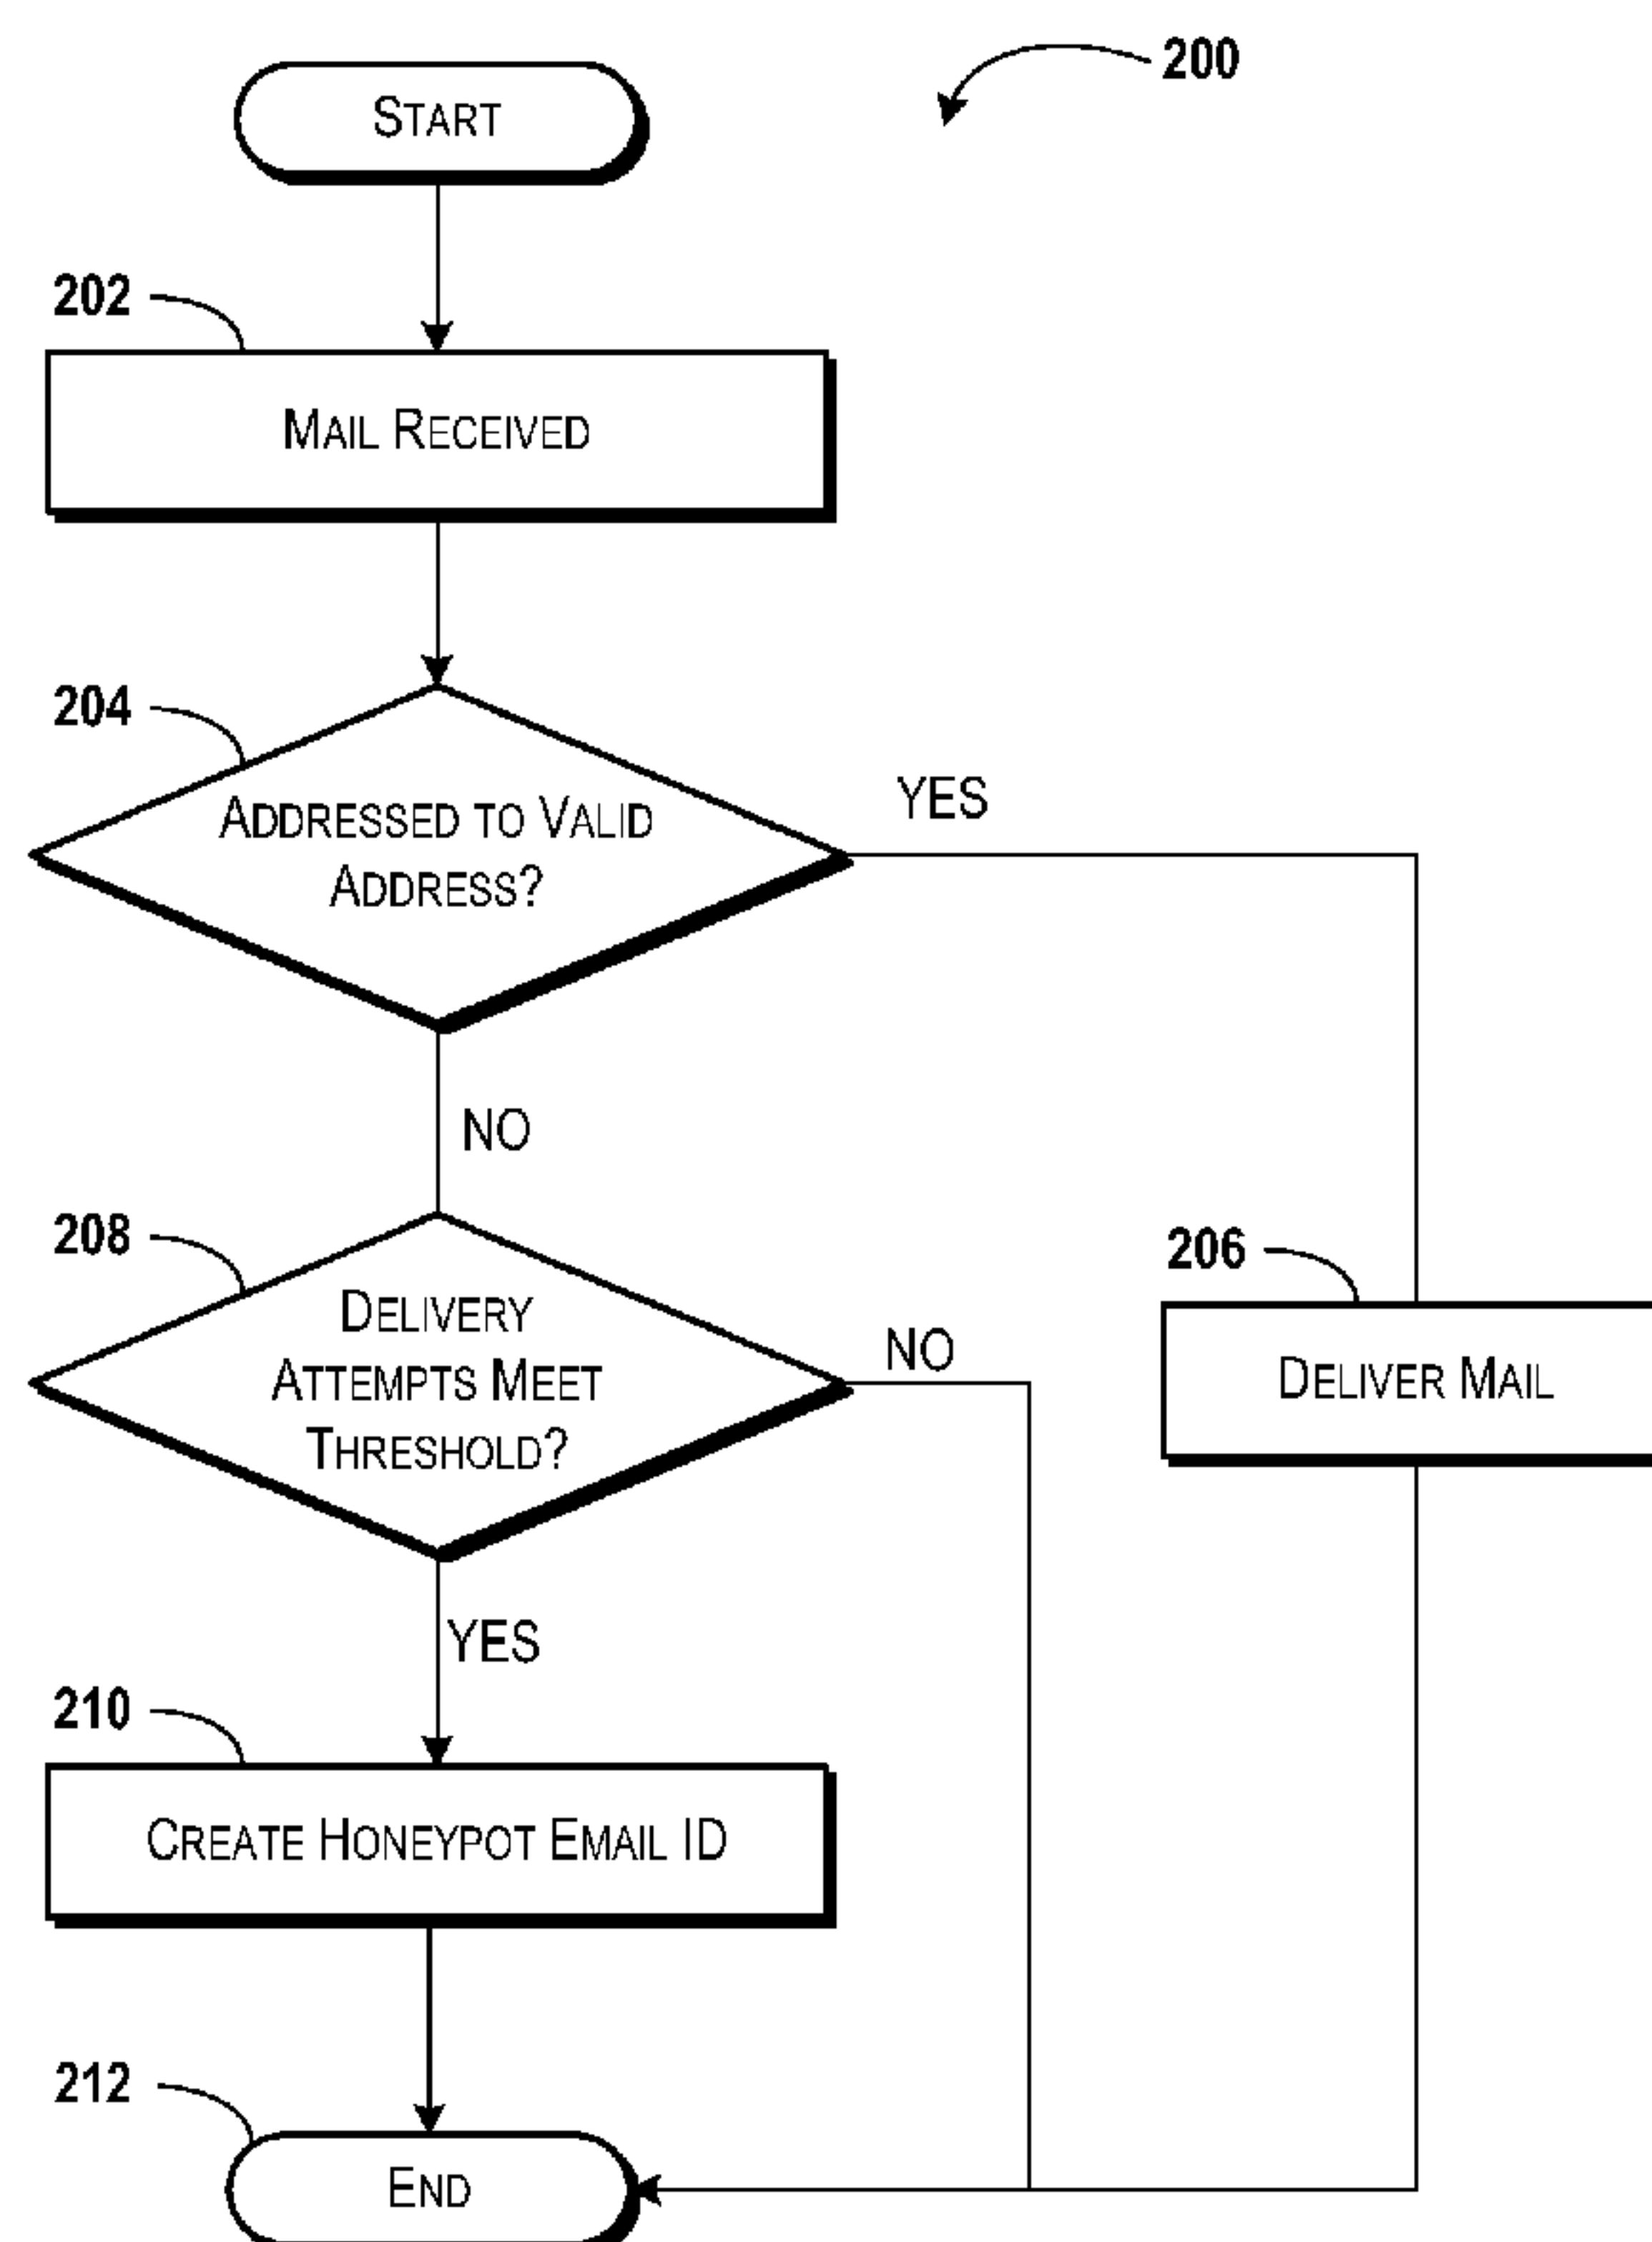 START
200
202
MAIL RECEIVED
204
ADDRESSED TO VALID
ADDRESS?
YES
NO
208
DELIVERY
ATTEMPTS MEET
THRESHOLD?
NO
206
DELIVER MAIL
YES
210
CREATE HONEYPOT EMAIL ID
212
END